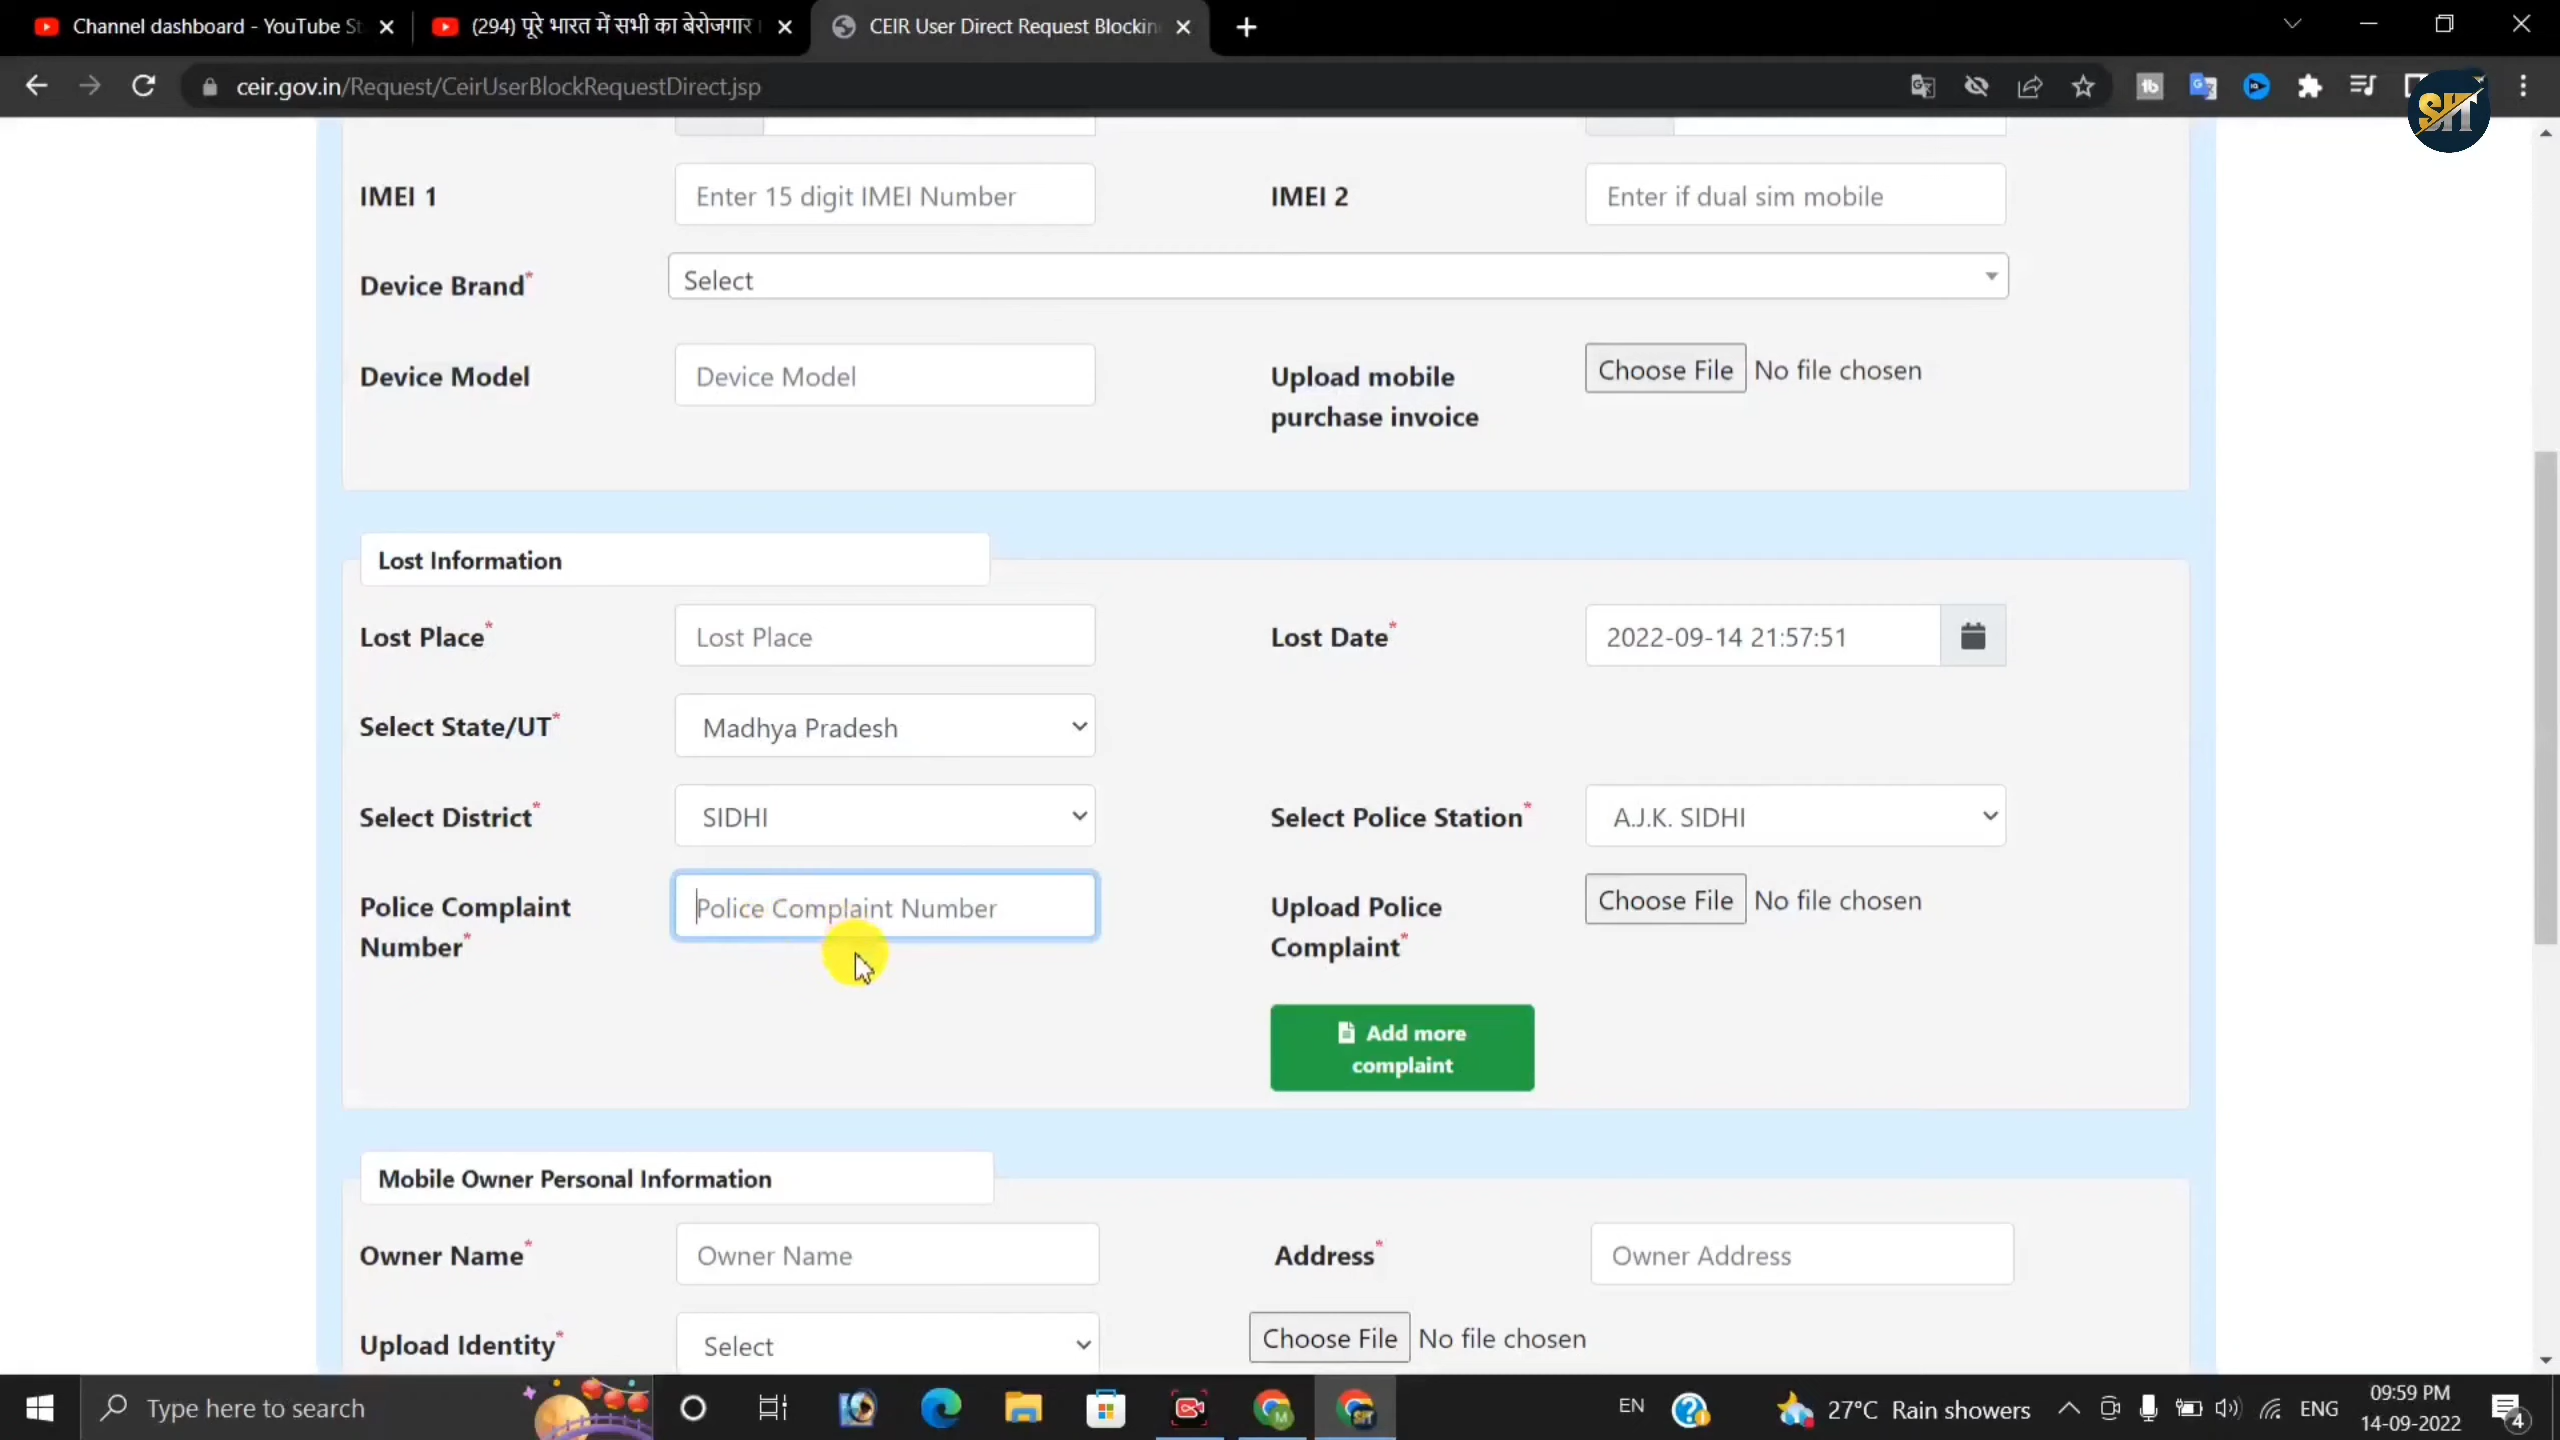 Channel dashboard - YouTube St
(294) पूरे भारत में सभी का बेरोजगार
CEIR User Direct Request Blockin
ceir.gov.in/Request/CeirUserBlockRequestDirect.jsp
SHT
IMEI 1
Enter 15 digit IMEI Number
IMEI 2
Enter if dual sim mobile
Device Brand*
Select
Device Model
Device Model
Upload mobile
purchase invoice
Choose File No file chosen
Lost Information
Lost Place*
Lost Place
Lost Date*
2022-09-14 21:57:51
Select State/UT*
Madhya Pradesh
Select District*
SIDHI
Select Police Station*
A.J.K. SIDHI
Police Complaint
Number*
Police Complaint Number
Upload Police
Complaint*
Choose File No file chosen
Add more
complaint
Mobile Owner Personal Information
Owner Name*
Owner Name
Address*
Owner Address
Upload Identity*
Select
Choose File No file chosen
Type here to search
EN
27°C Rain showers
ENG
09:59 PM
14-09-2022
4